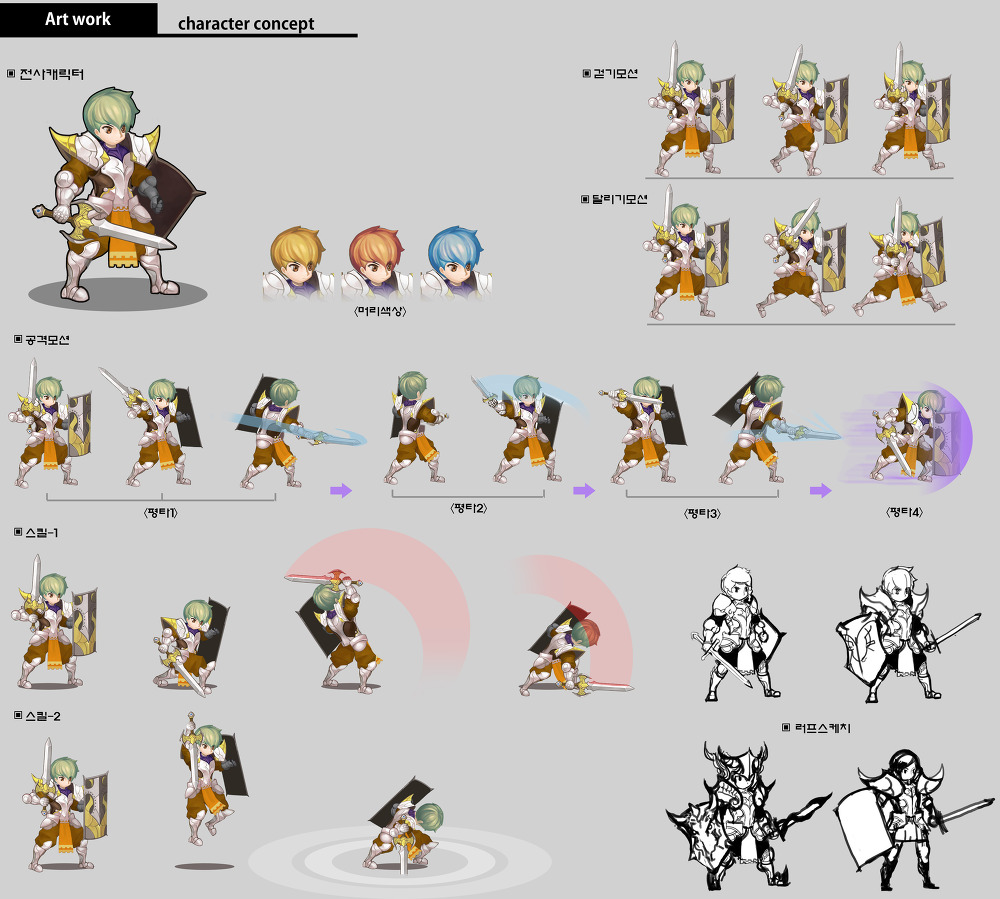 Art work
character concept
전사캐릭터
걷기모션
달리기모션
<머리색상>
공격모션
<평타1>
<평타2>
<평타3>
<평타4>
스킬-1
스킬-2
러프스케치